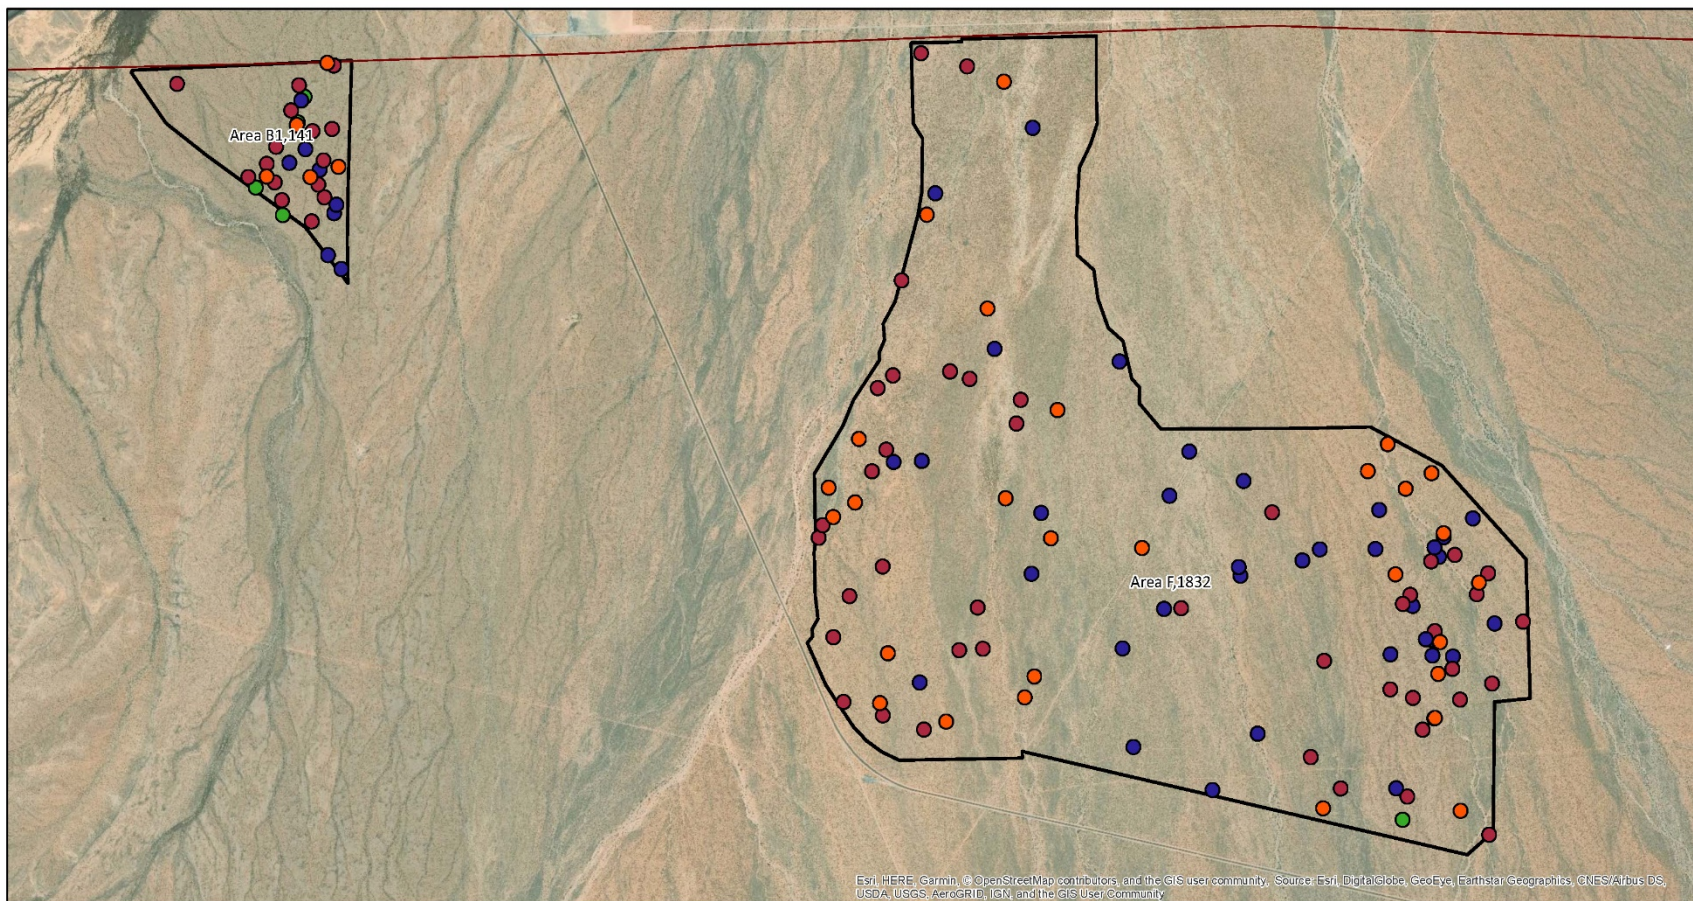 Area B1,141
Area F,1832
Esri, HERE, Garmin, © OpenStreetMap contributors, and the GIS user community, Source: Esri, DigitalGlobe, GeoEye, Earthstar Geographics, CNES/Airbus DS,
USDA, USGS, AeroGRID, IGN, and the GIS User Community